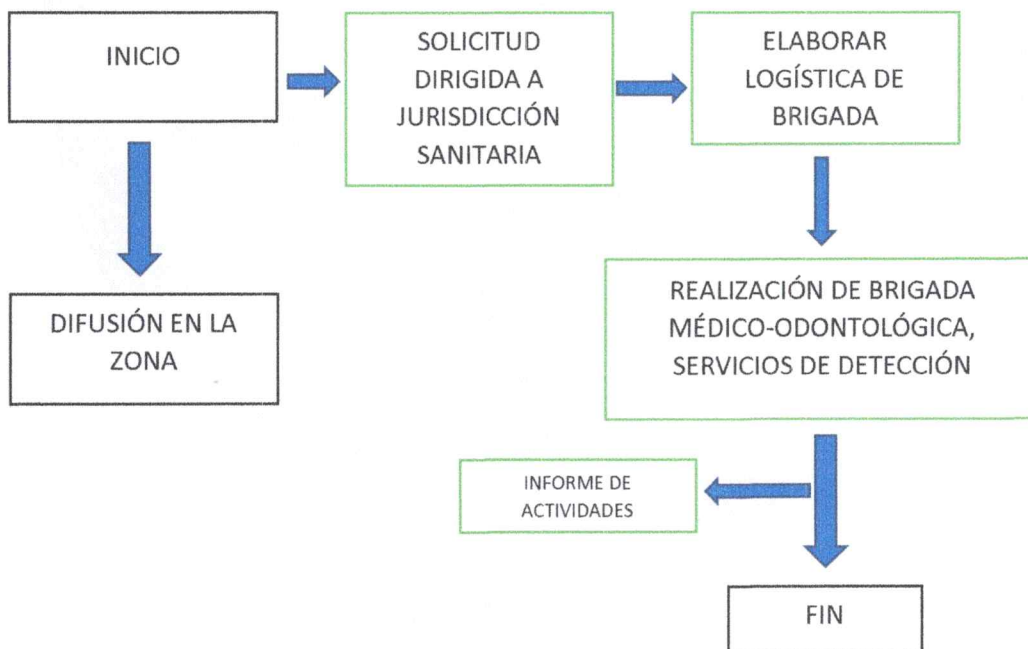 INICIO
SOLICITUD
DIRIGIDA A
JURISDICCIÓN
SANITARIA
ELABORAR
LOGÍSTICA DE
BRIGADA
DIFUSIÓN EN LA
ZONA
REALIZACIÓN DE BRIGADA
MÉDICO-ODONTOLÓGICA,
SERVICIOS DE DETECCIÓN
INFORME DE
ACTIVIDADES
FIN